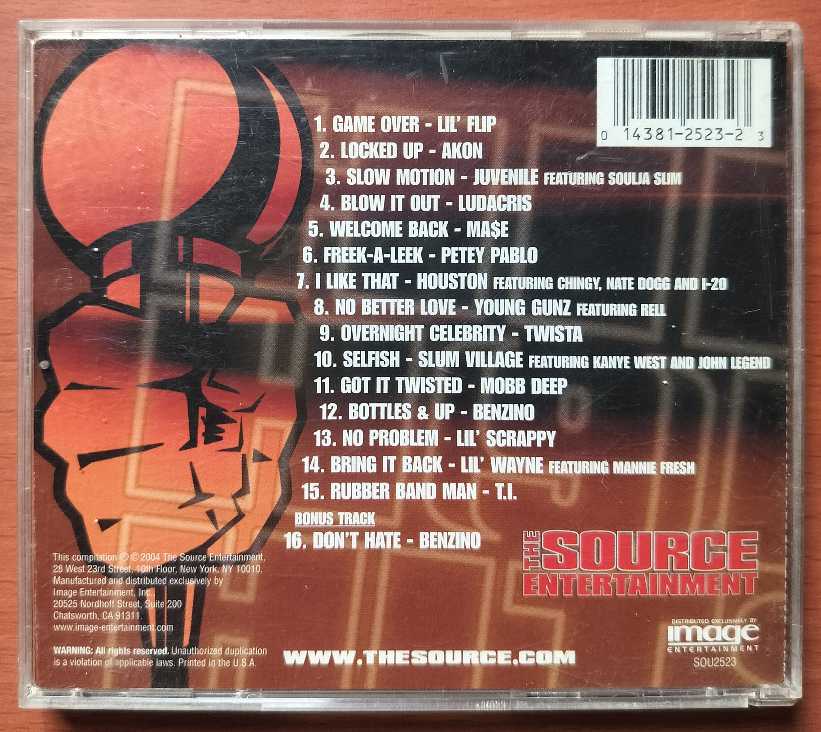 0 14381-2523-2 3
1. GAME OVER - LIL' FLIP
2. LOCKED UP - AKON
3. SLOW MOTION - JUVENILE FEATURING SOULJA SLIM
4. BLOW IT OUT - LUDACRIS
5. WELCOME BACK - MA$E
6. FREEK-A-LEEK - PETEY PABLO
7. I LIKE THAT - HOUSTON FEATURING CHINGY, NATE DOGG AND I-20
8. NO BETTER LOVE - YOUNG GUNZ FEATURING RELL
9. OVERNIGHT CELEBRITY - TWISTA
10. SELFISH - SLUM VILLAGE FEATURING KANYE WEST AND JOHN LEGEND
11. GOT IT TWISTED - MOBB DEEP
12. BOTTLES & UP - BENZINO
13. NO PROBLEM - LIL' SCRAPPY
14. BRING IT BACK - LIL' WAYNE FEATURING MANNIE FRESH
15. RUBBER BAND MAN - T.I.
BONUS TRACK
16. DON'T HATE - BENZINO
THE SOURCE
ENTERTAINMENT
This compilation ℗ © 2004 The Source Entertainment,
28 West 23rd Street, 10th Floor, New York, NY 10010.
Manufactured and distributed exclusively by
Image Entertainment, Inc.
20525 Nordhoff Street, Suite 200
Chatsworth, CA 91311.
www.image-entertainment.com
WARNING: All rights reserved. Unauthorized duplication
is a violation of applicable laws. Printed in the U.S.A.
WWW.THESOURCE.COM
DISTRIBUTED EXCLUSIVELY BY
image
ENTERTAINMENT
SOU2523